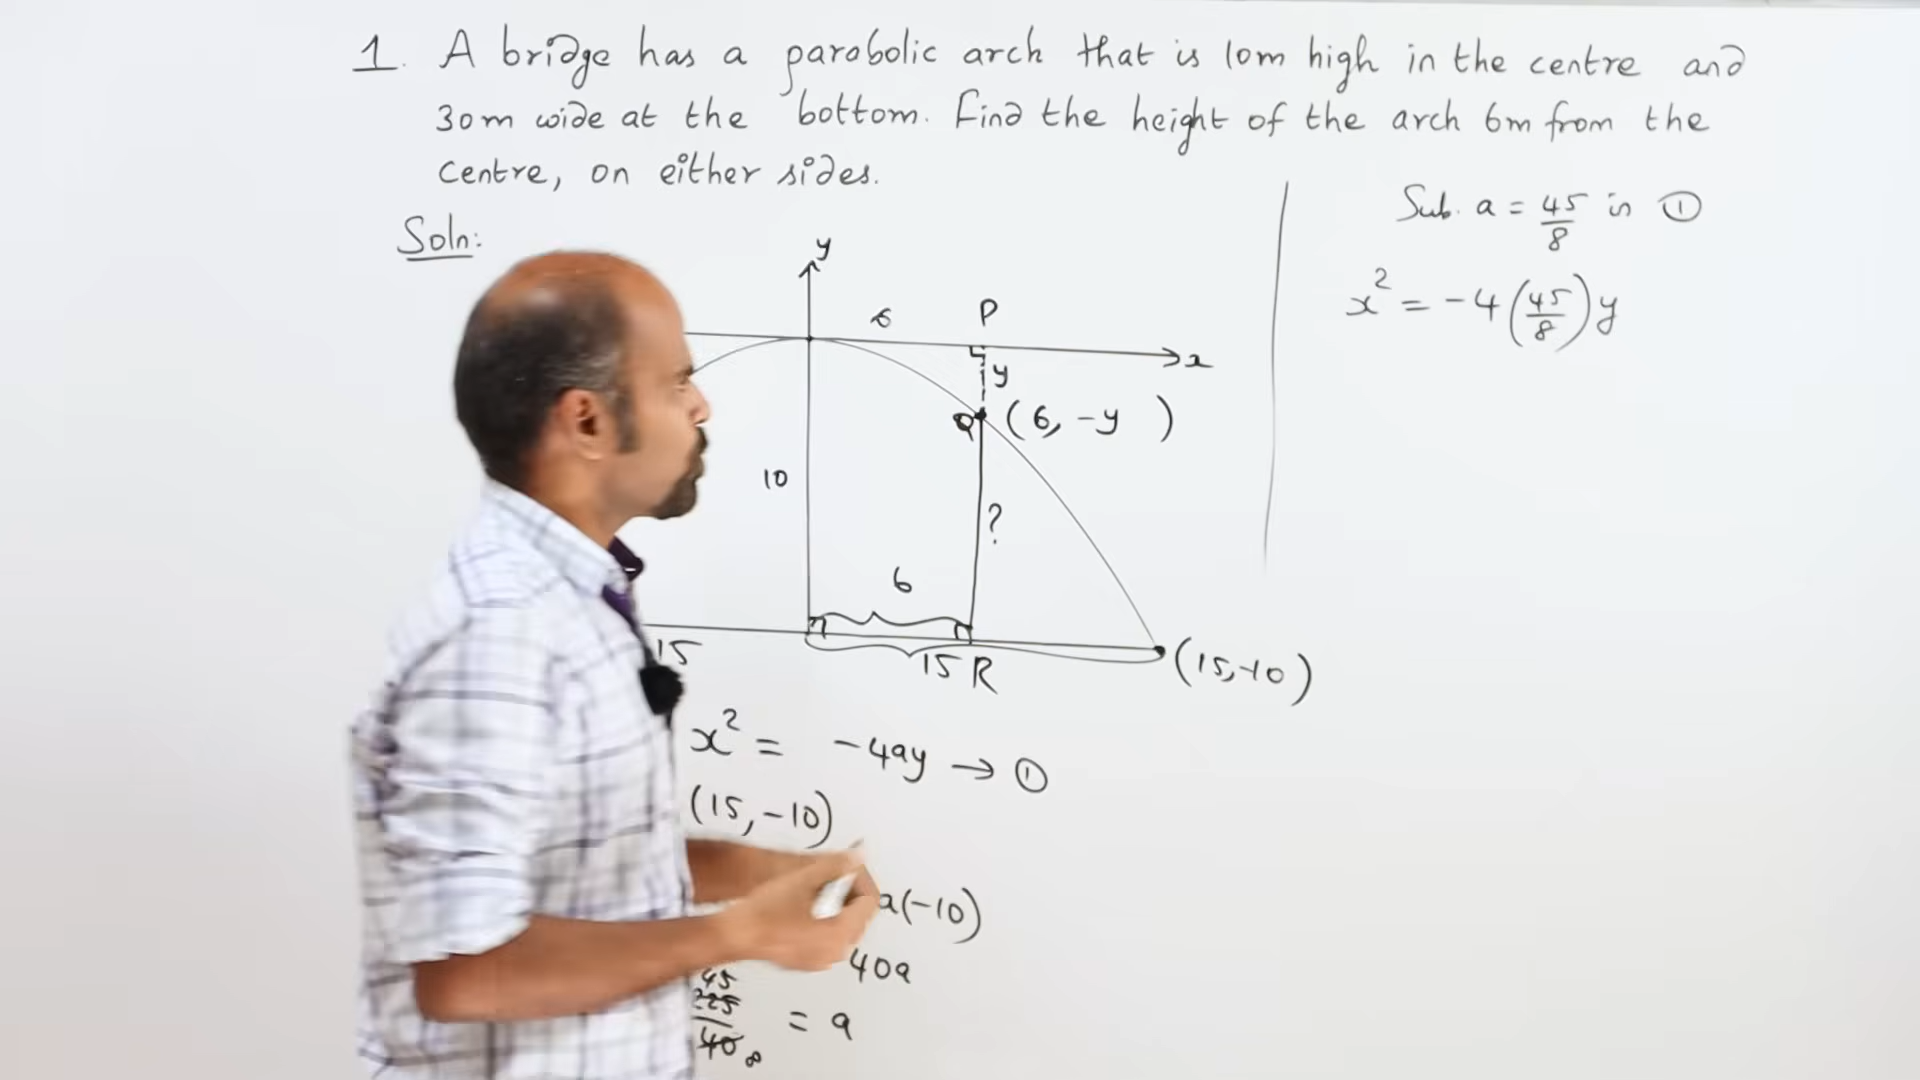 1. A bridge has a parabolic arch that is 10m high in the centre and
30m wide at the bottom. Find the height of the arch 6m from the
centre, on either sides.
Soln:
y
6
P
x
y
Q (6, -y )
10
?
6
15
15 R
(15,-10)
x² = -4ay → ①
(15, -10)
a(-10)
40a
45
225
40 8
= a
Sub. a = 45/8 in ①
x² = -4(45/8)y